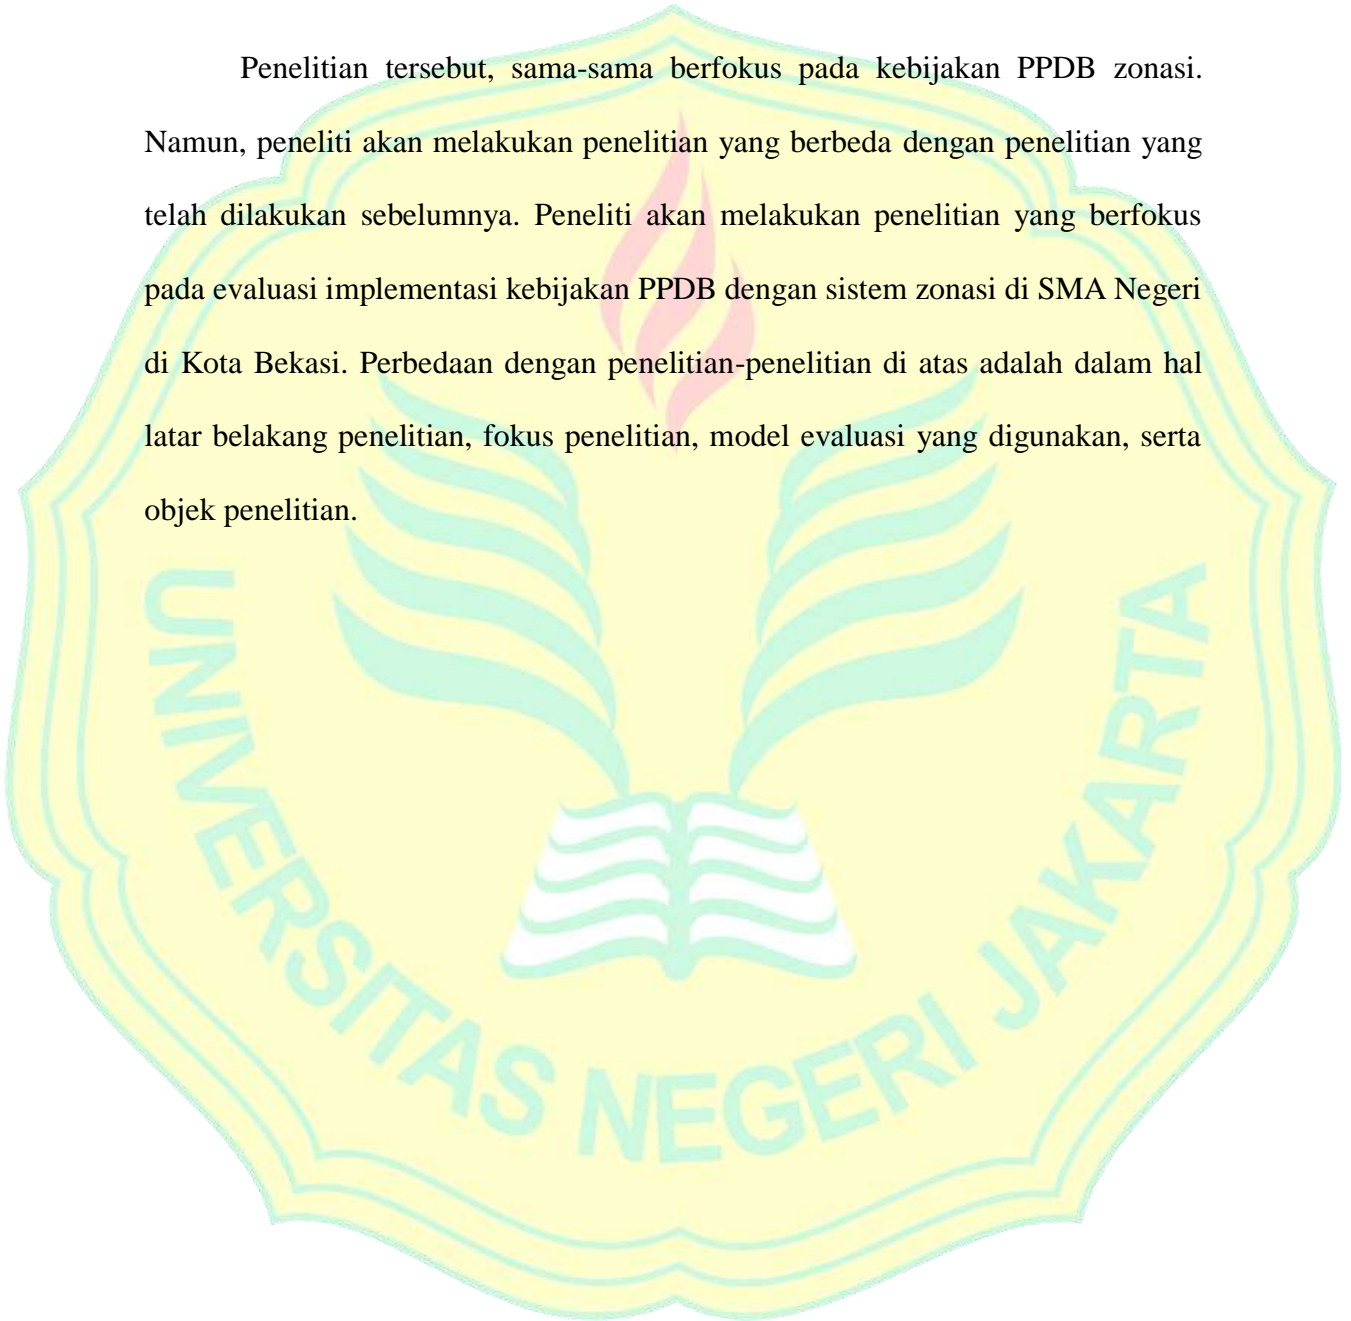 Penelitian tersebut, sama-sama berfokus pada kebijakan PPDB zonasi.
Namun, peneliti akan melakukan penelitian yang berbeda dengan penelitian yang
telah dilakukan sebelumnya. Peneliti akan melakukan penelitian yang berfokus
pada evaluasi implementasi kebijakan PPDB dengan sistem zonasi di SMA Negeri
di Kota Bekasi. Perbedaan dengan penelitian-penelitian di atas adalah dalam hal
latar belakang penelitian, fokus penelitian, model evaluasi yang digunakan, serta
objek penelitian.
UNIVERSITAS NEGERI JAKARTA